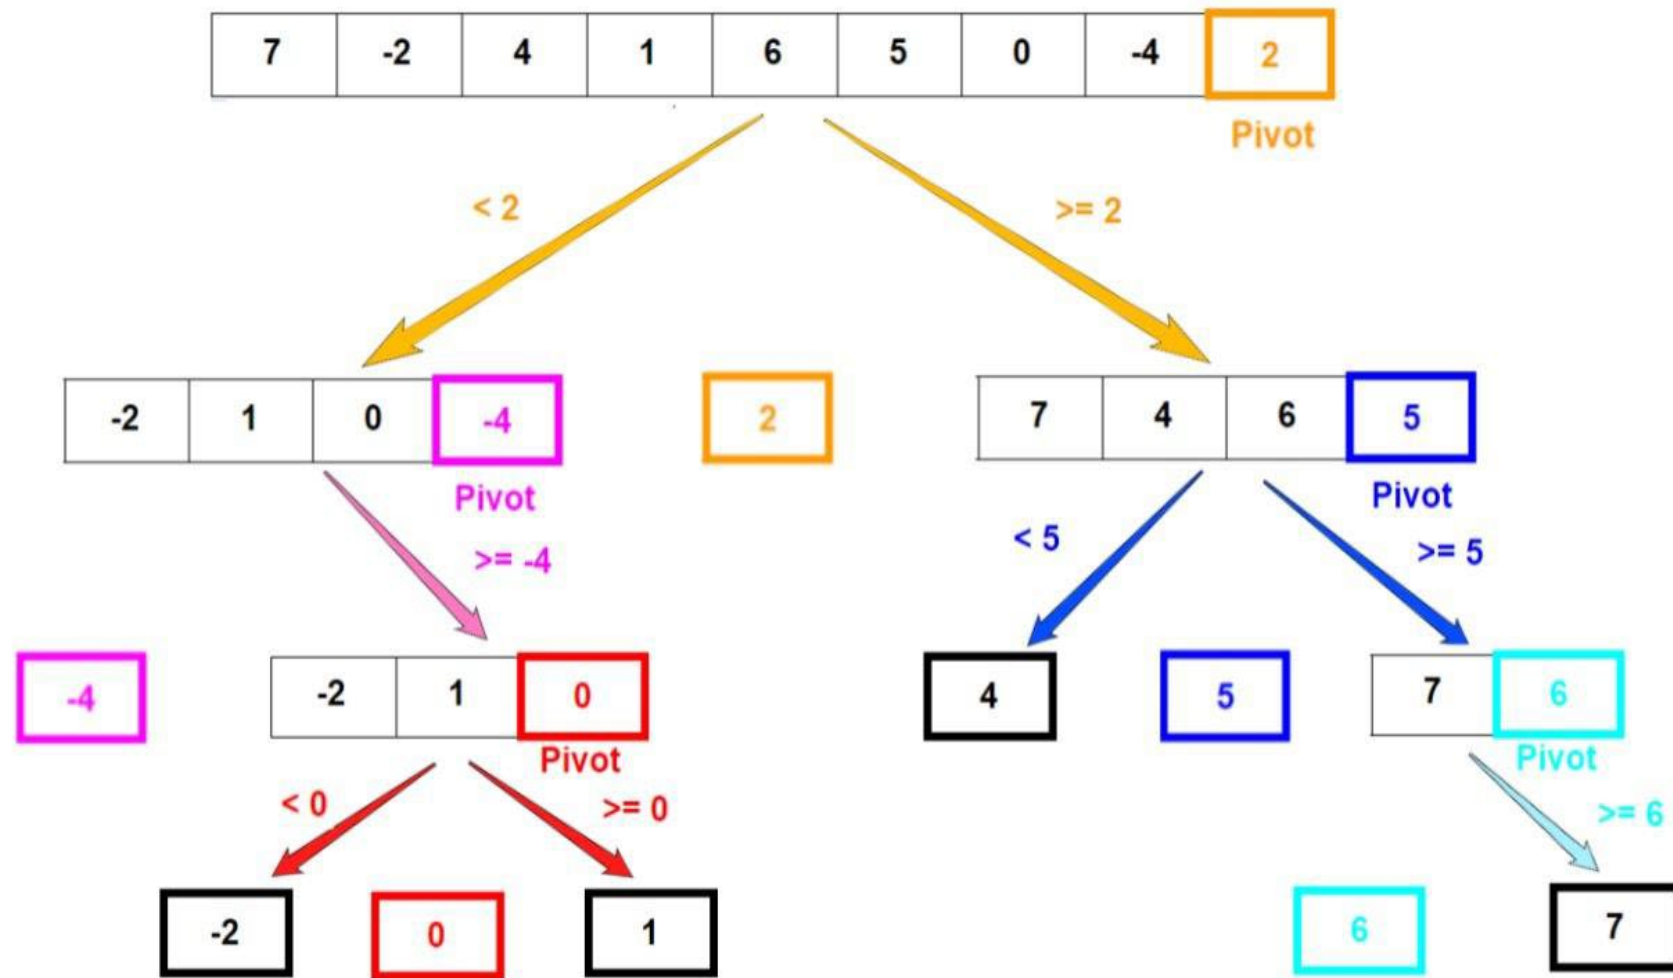 7 -2 4 1 6 5 0 -4 2
Pivot
< 2 >= 2
-2 1 0 -4 2 7 4 6 5
Pivot Pivot
>= -4 < 5 >= 5
-4 -2 1 0 4 5 7 6
Pivot Pivot
< 0 >= 0 >= 6
-2 0 1 6 7